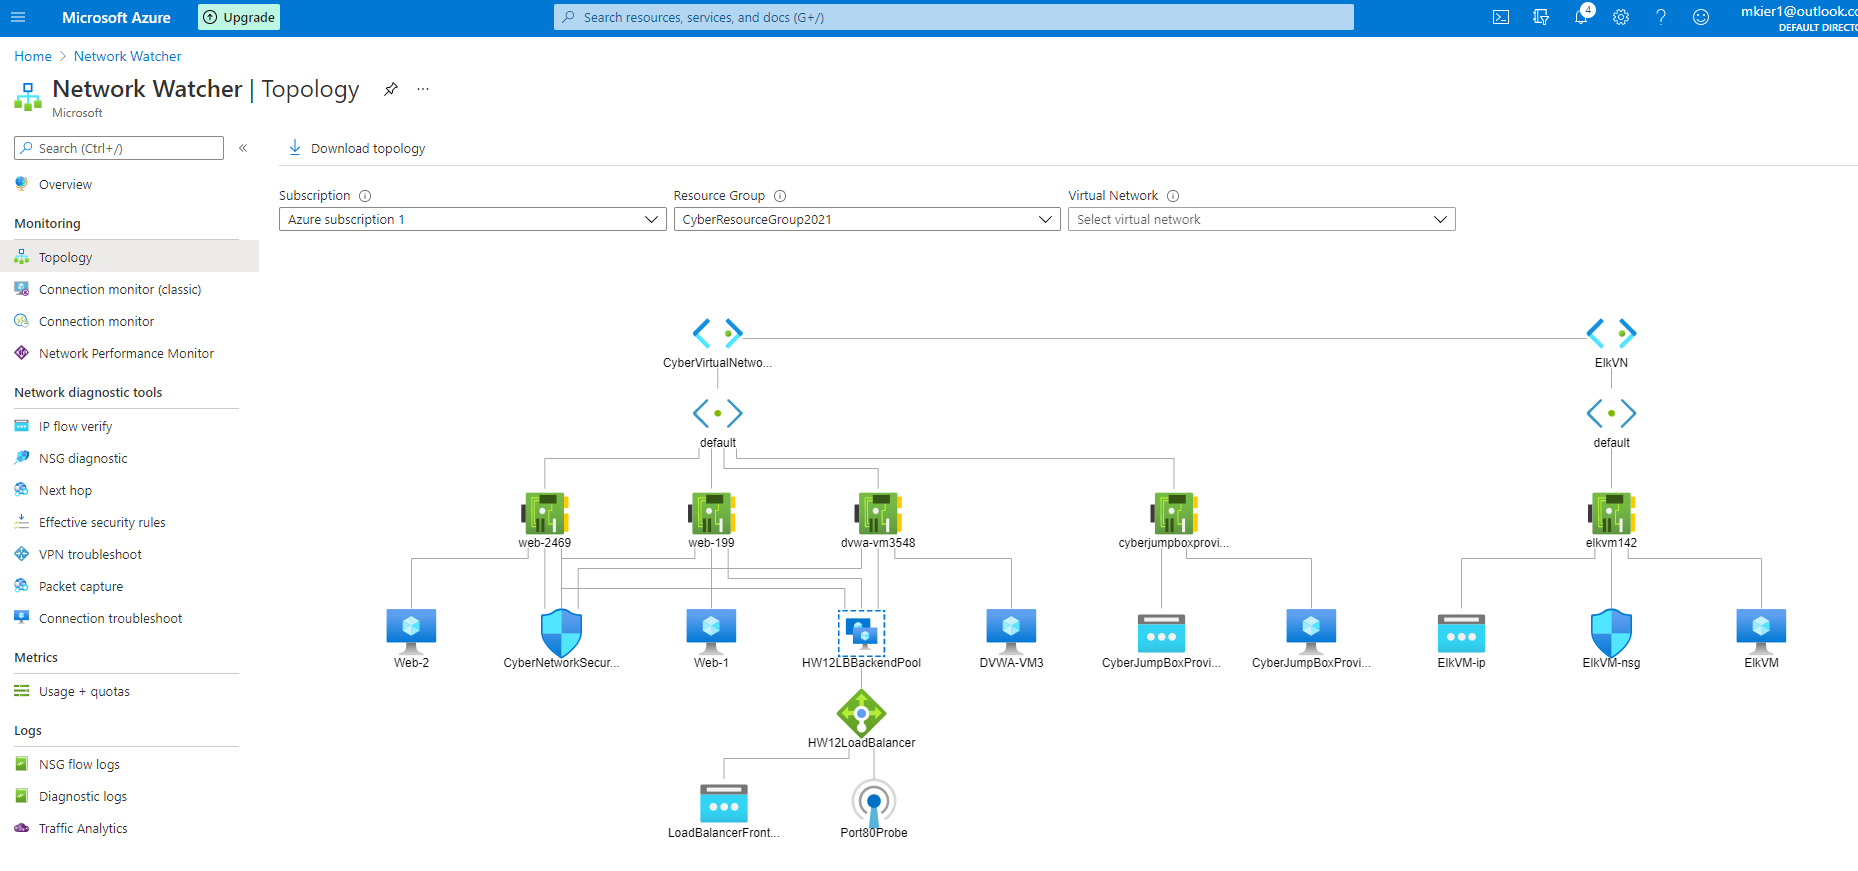 Microsoft Azure
Upgrade
Search resources, services, and docs (G+/)
4
mkier1@outlook.co
DEFAULT DIRECTO
Home > Network Watcher
Network Watcher | Topology
...
Microsoft
Search (Ctrl+/)
«
Download topology
Overview
Monitoring
Topology
Connection monitor (classic)
Connection monitor
Network Performance Monitor
Network diagnostic tools
IP flow verify
NSG diagnostic
Next hop
Effective security rules
VPN troubleshoot
Packet capture
Connection troubleshoot
Metrics
Usage + quotas
Logs
NSG flow logs
Diagnostic logs
Traffic Analytics
Subscription
Resource Group
Virtual Network
Azure subscription 1
CyberResourceGroup2021
Select virtual network
CyberVirtualNetwo...
ElkVN
default
default
web-2469
web-199
dvwa-vm3548
cyberjumpboxprovi...
elkvm142
Web-2
CyberNetworkSecur...
Web-1
HW12LBBackendPool
DVWA-VM3
CyberJumpBoxProvi...
CyberJumpBoxProvi...
ElkVM-ip
ElkVM-nsg
ElkVM
HW12LoadBalancer
LoadBalancerFront...
Port80Probe